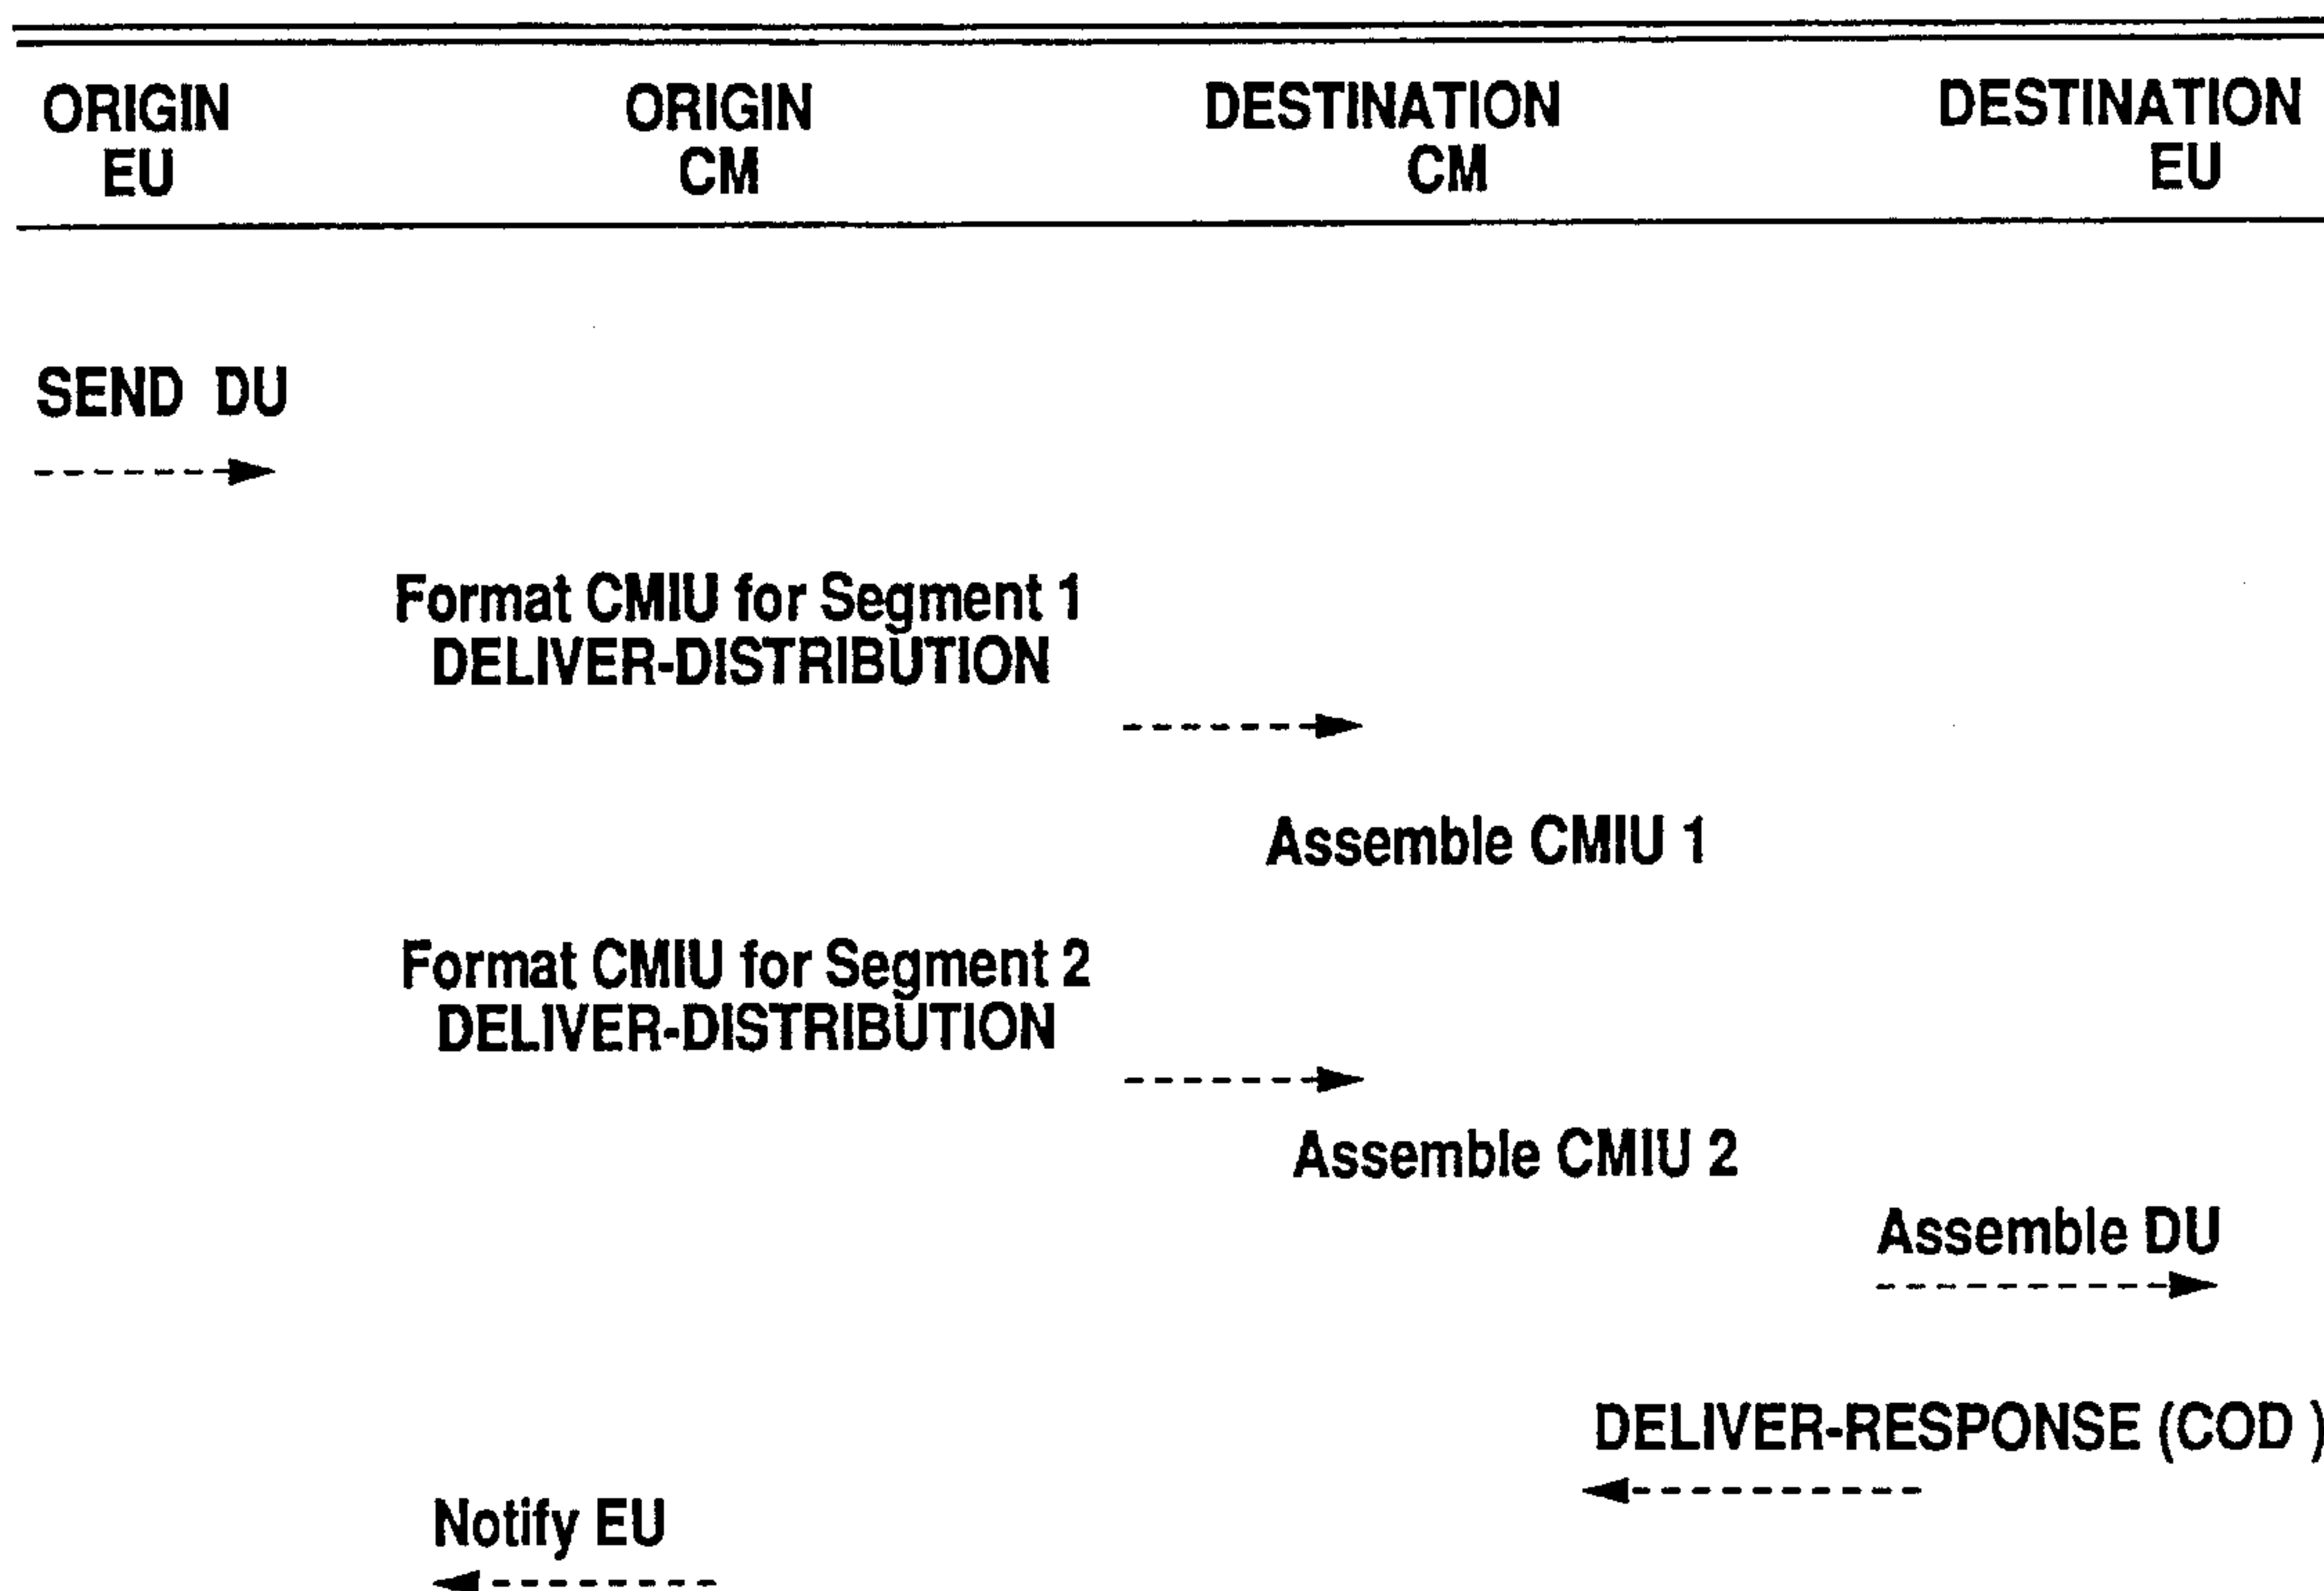 ORIGIN EU
ORIGIN CM
DESTINATION CM
DESTINATION EU
SEND DU
Format CMIU for Segment 1
DELIVER-DISTRIBUTION
Assemble CMIU 1
Format CMIU for Segment 2
DELIVER-DISTRIBUTION
Assemble CMIU 2
Assemble DU
DELIVER-RESPONSE (COD )
Notify EU